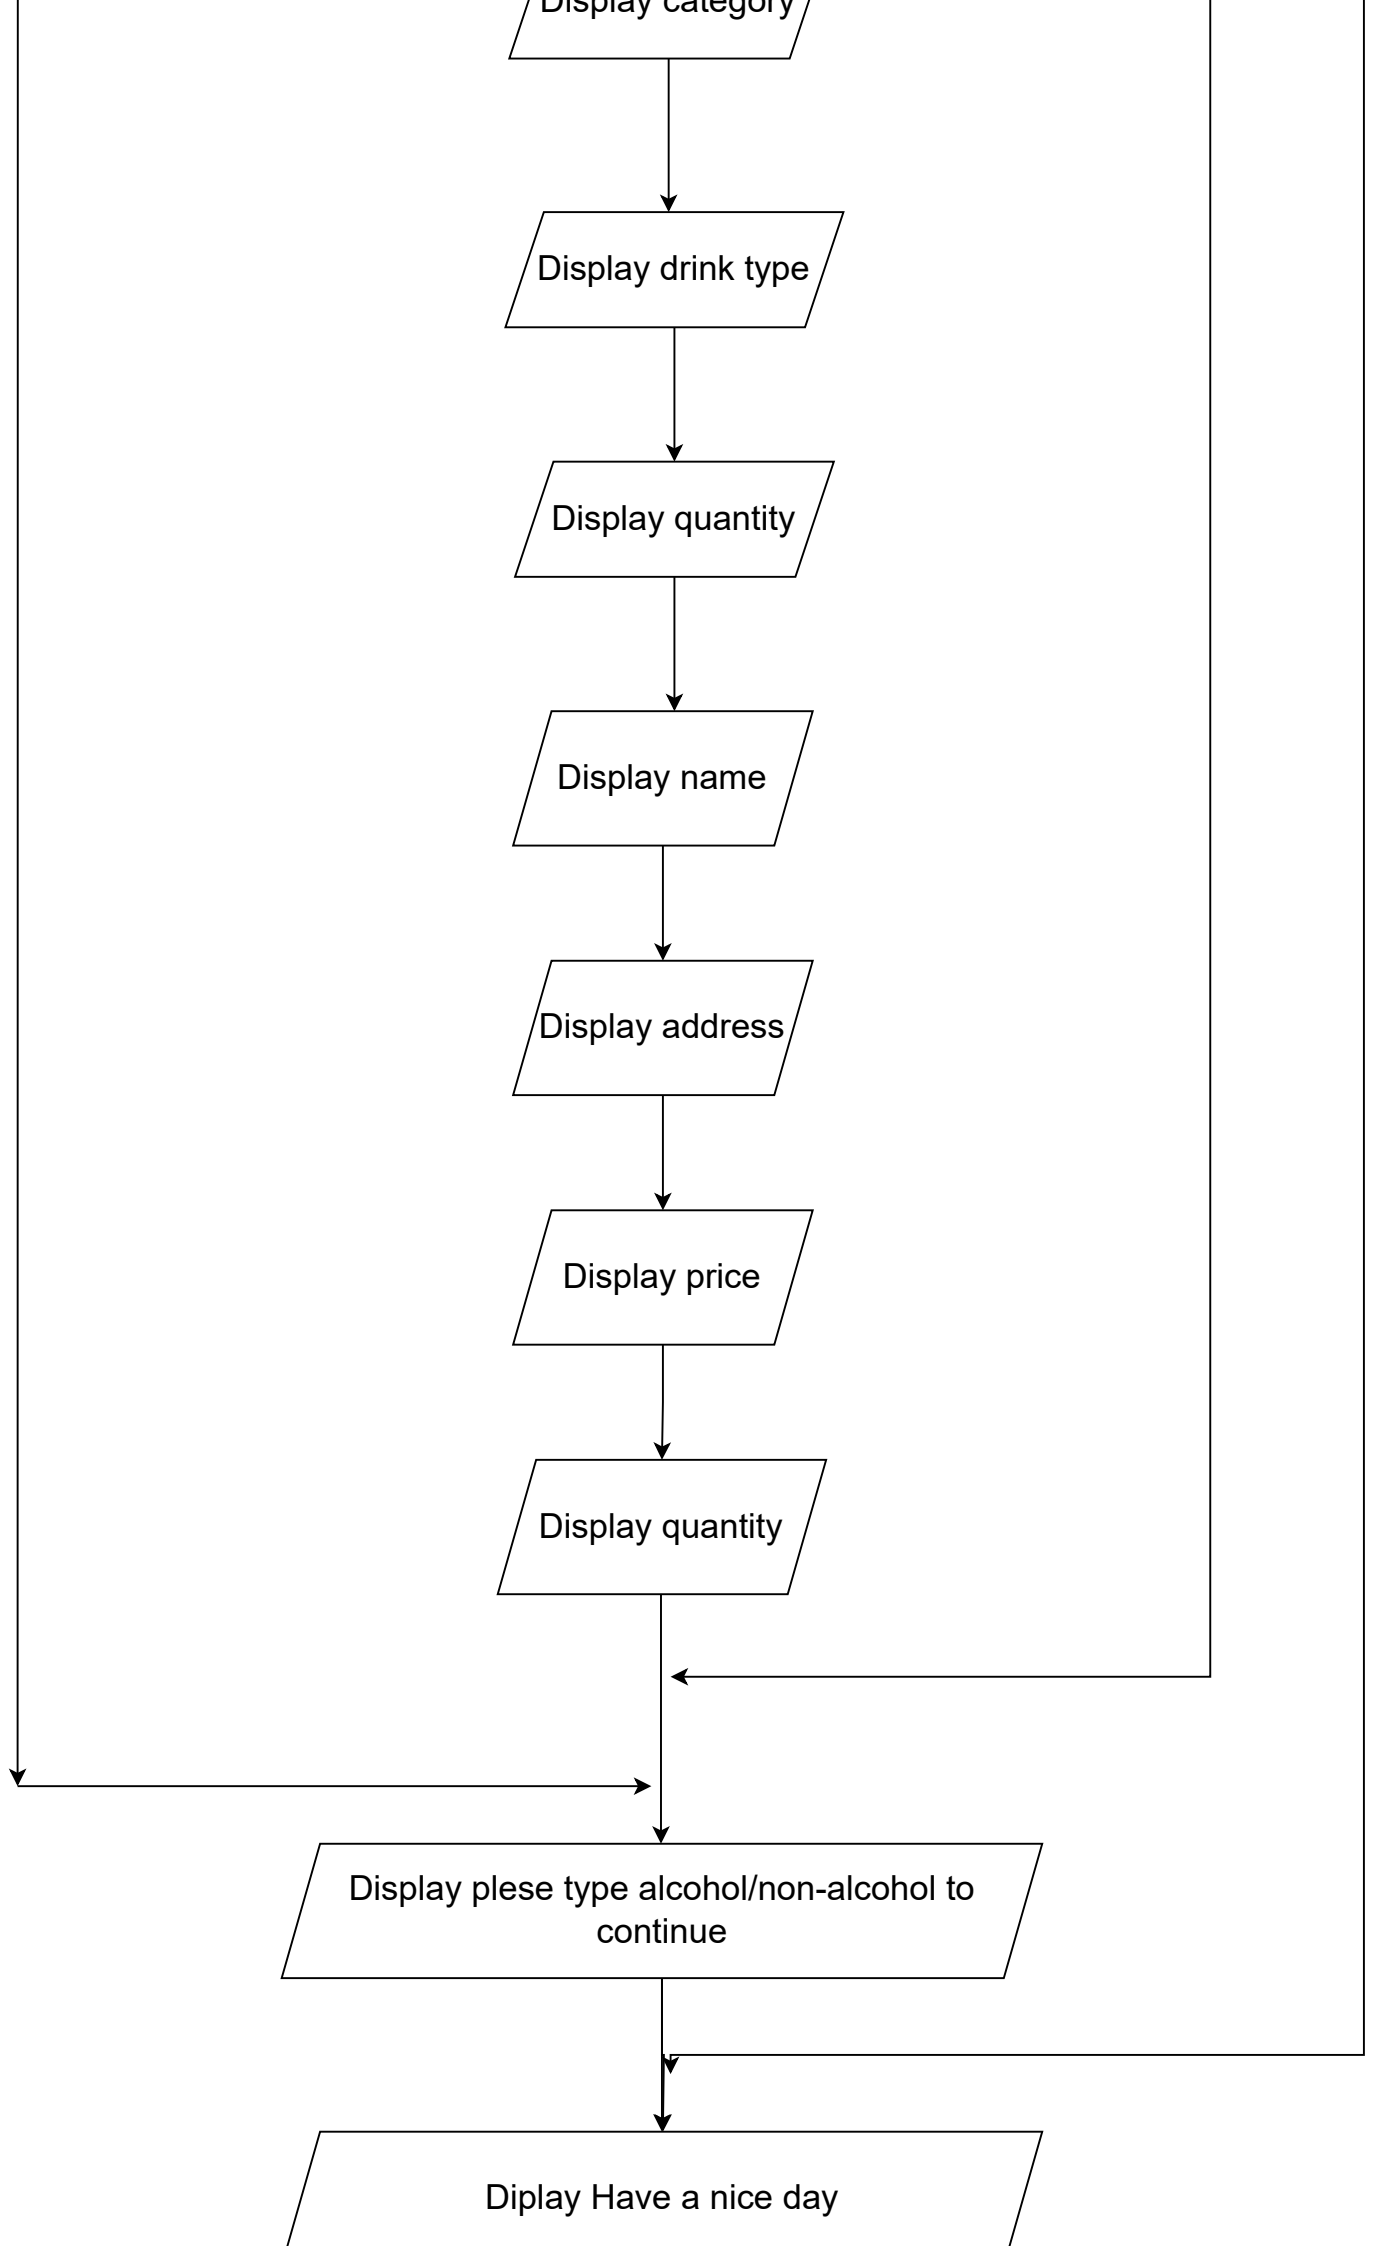 Display category
Display drink type
Display quantity
Display name
Display address
Display price
Display quantity
Display plese type alcohol/non-alcohol to
continue
Diplay Have a nice day